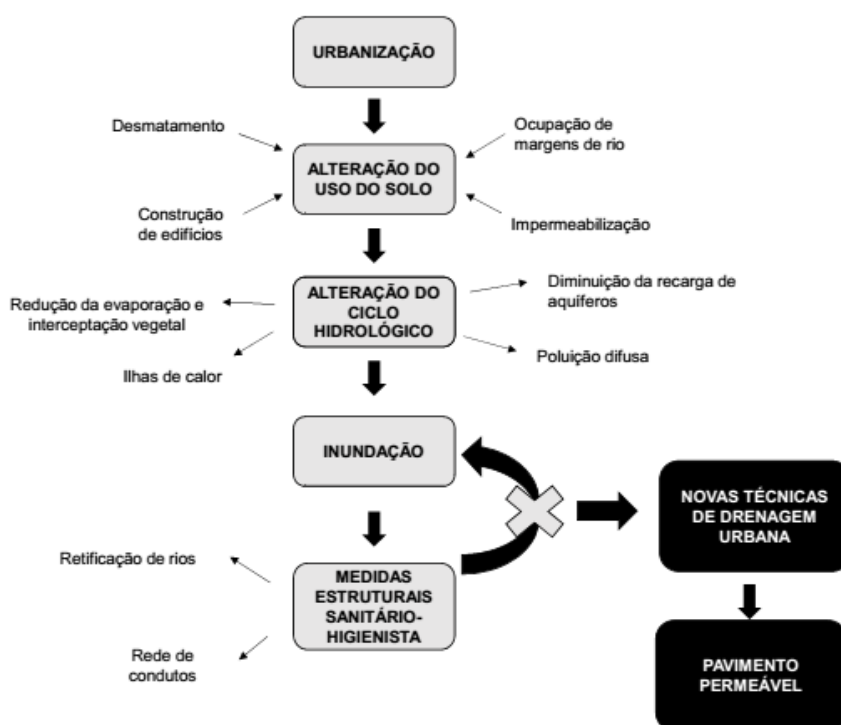 URBANIZAÇÃO
Desmatamento
Ocupação de
margens de rio
ALTERAÇÃO DO
USO DO SOLO
Construção
de edifícios
Impermeabilização
Redução da evaporação e
interceptação vegetal
ALTERAÇÃO DO
CICLO
HIDROLÓGICO
Diminuição da recarga de
aquíferos
Ilhas de calor
Poluição difusa
INUNDAÇÃO
NOVAS TÉCNICAS
DE DRENAGEM
URBANA
Retificação de rios
MEDIDAS
ESTRUTURAIS
SANITÁRIO-
HIGIENISTA
Rede de
condutos
PAVIMENTO
PERMEÁVEL